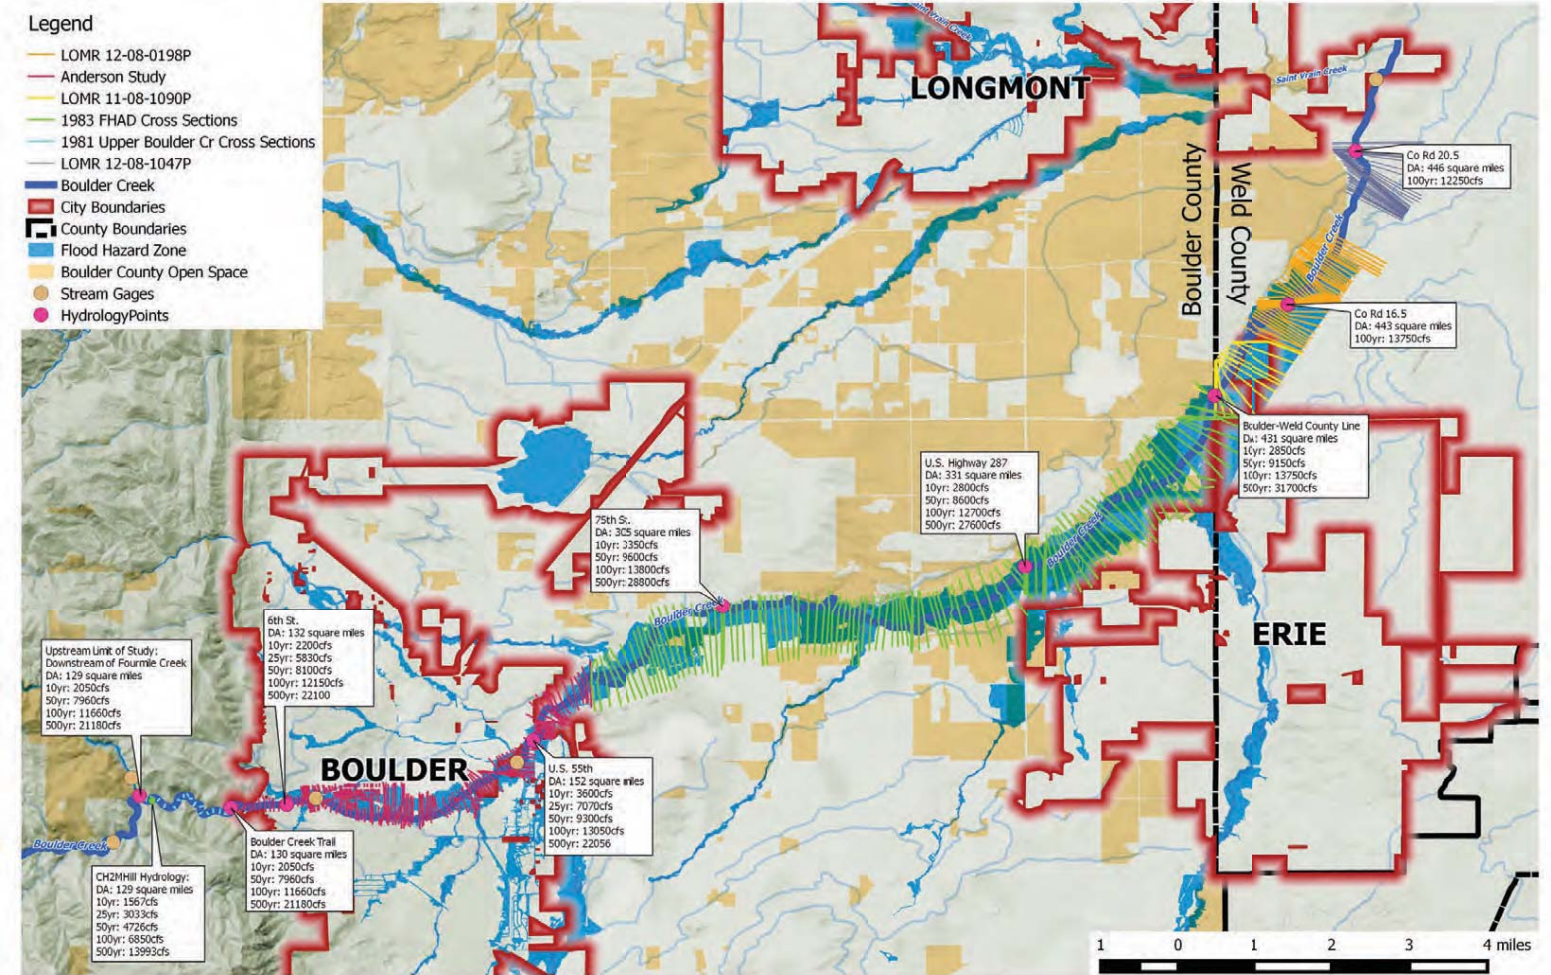 Legend
LOMR 12-08-0198P
Anderson Study
LOMR 11-08-1090P
1983 FHAD Cross Sections
1981 Upper Boulder Cr Cross Sections
LOMR 12-08-1047P
Boulder Creek
City Boundaries
County Boundaries
Flood Hazard Zone
Boulder County Open Space
Stream Gages
HydrologyPoints
Saint Vrain Creek
LONGMONT
Saint Vrain Creek
Boulder County
Weld County
Co Rd 20.5
DA: 446 square miles
100yr: 12250cfs
Boulder Creek
Co Rd 16.5
DA: 443 square miles
100yr: 13750cfs
Boulder-Weld County Line
DA: 431 square miles
10yr: 2850cfs
50yr: 9150cfs
100yr: 13750cfs
500yr: 31700cfs
U.S. Highway 287
DA: 331 square miles
10yr: 2800cfs
50yr: 8600cfs
100yr: 12700cfs
500yr: 27600cfs
Boulder Creek
75th St.
DA: 305 square miles
10yr: 3350cfs
50yr: 9600cfs
100yr: 13800cfs
500yr: 28800cfs
Boulder Creek
ERIE
6th St.
DA: 132 square miles
10yr: 2200cfs
25yr: 5830cfs
50yr: 8100cfs
100yr: 12150cfs
500yr: 22100
Upstream Limit of Study:
Downstream of Fourmile Creek
DA: 129 square miles
10yr: 2050cfs
50yr: 7960cfs
100yr: 11660cfs
500yr: 21180cfs
BOULDER
U.S. 55th
DA: 152 square miles
10yr: 3600cfs
25yr: 7070cfs
50yr: 9300cfs
100yr: 13050cfs
500yr: 22056
Boulder Creek
Boulder Creek Trail
DA: 130 square miles
10yr: 2050cfs
50yr: 7960cfs
100yr: 11660cfs
500yr: 21180cfs
CH2MHill Hydrology:
DA: 129 square miles
10yr: 1567cfs
25yr: 3033cfs
50yr: 4726cfs
100yr: 6850cfs
500yr: 13993cfs
1 0 1 2 3 4 miles